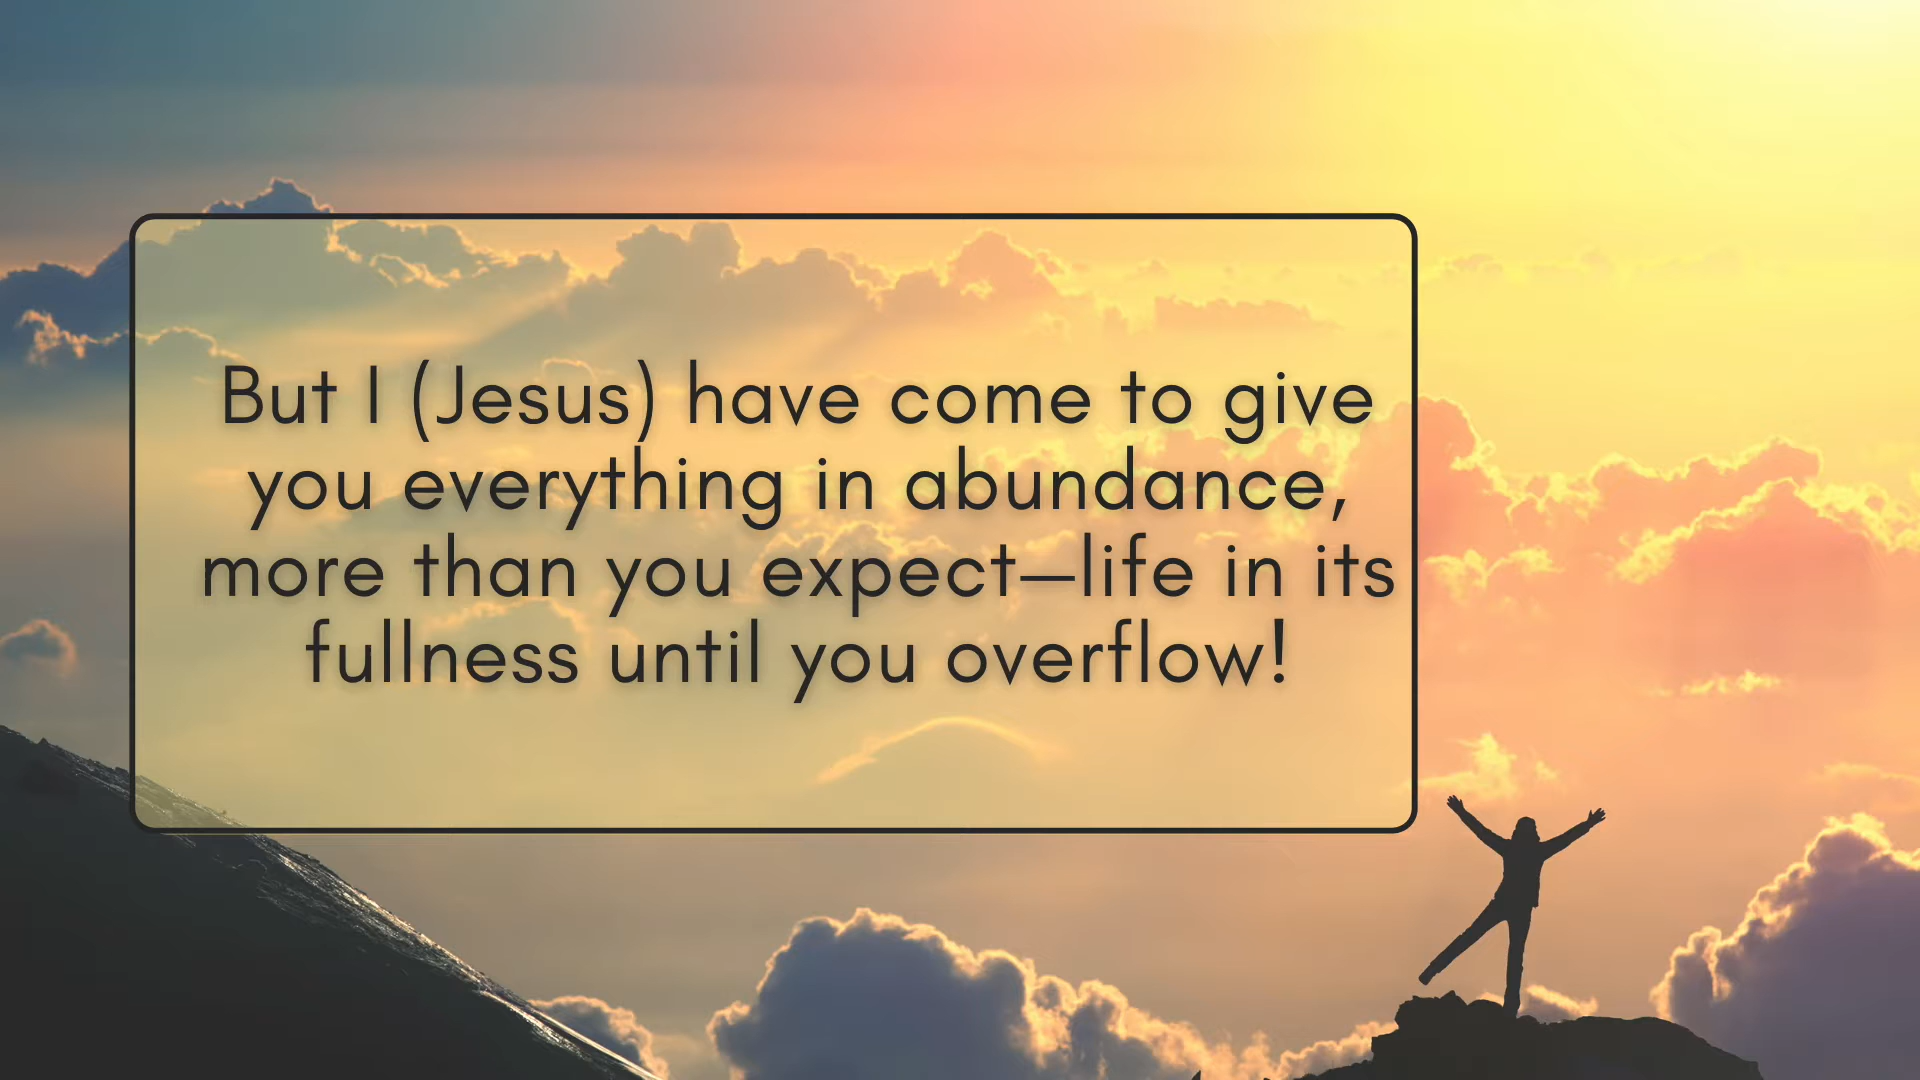 But I (Jesus) have come to give
you everything in abundance,
more than you expect—life in its
fullness until you overflow!